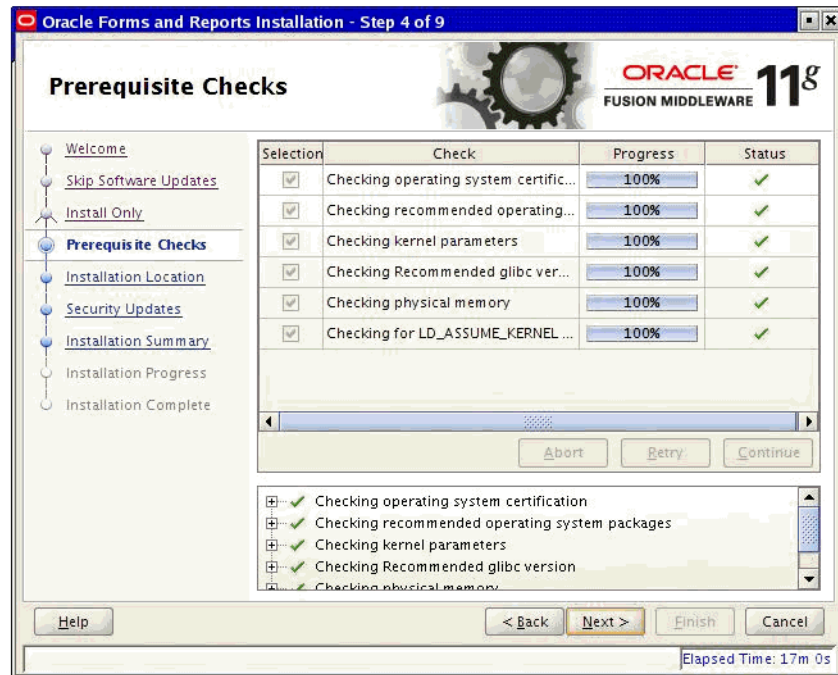 Oracle Forms and Reports Installation - Step 4 of 9
Prerequisite Checks
ORACLE
FUSION MIDDLEWARE 11g
Welcome
Skip Software Updates
Install Only
Prerequisite Checks
Installation Location
Security Updates
Installation Summary
Installation Progress
Installation Complete
Selection Check Progress Status
Checking operating system certific... 100%
Checking recommended operating... 100%
Checking kernel parameters 100%
Checking Recommended glibc ver... 100%
Checking physical memory 100%
Checking for LD_ASSUME_KERNEL ... 100%
Abort Retry Continue
Checking operating system certification
Checking recommended operating system packages
Checking kernel parameters
Checking Recommended glibc version
Checking physical memory
Help < Back Next > Finish Cancel
Elapsed Time: 17m 0s